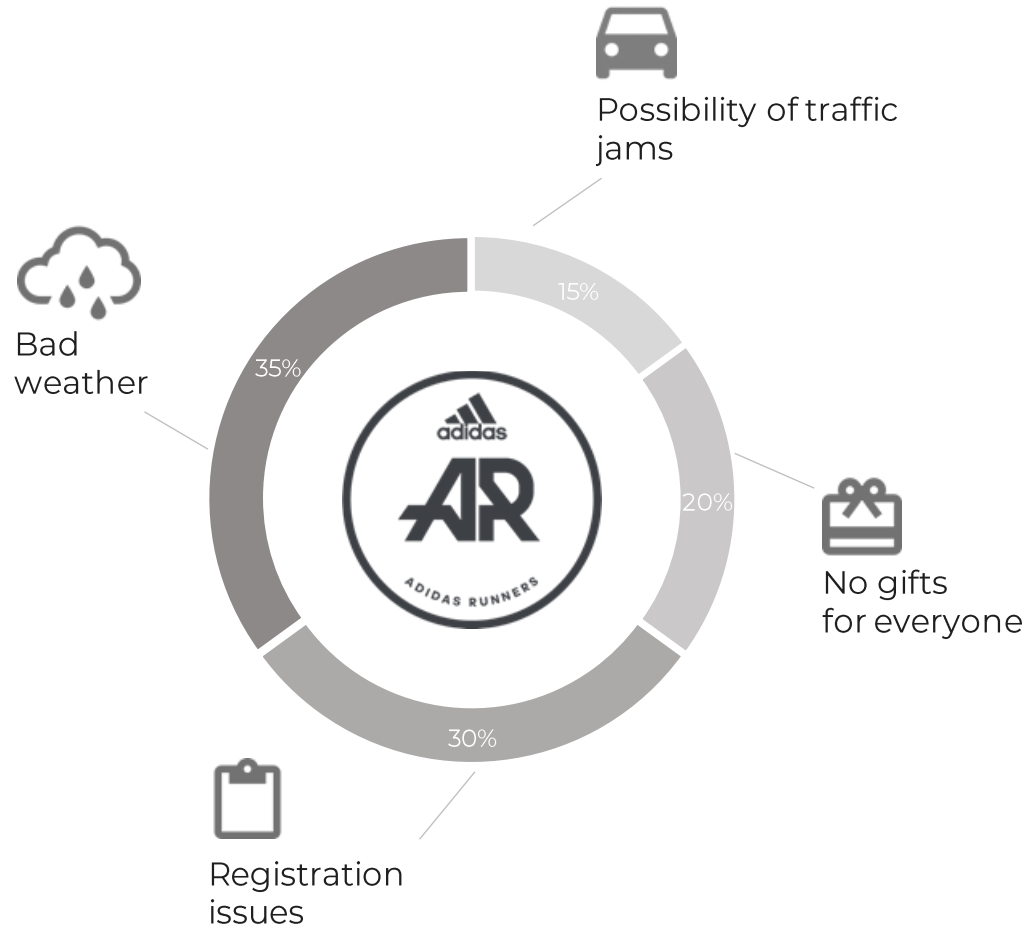 Possibility of traffic
jams
15%
Bad
weather
35%
adidas
AR
ADIDAS RUNNERS
20%
No gifts
for everyone
30%
Registration
issues